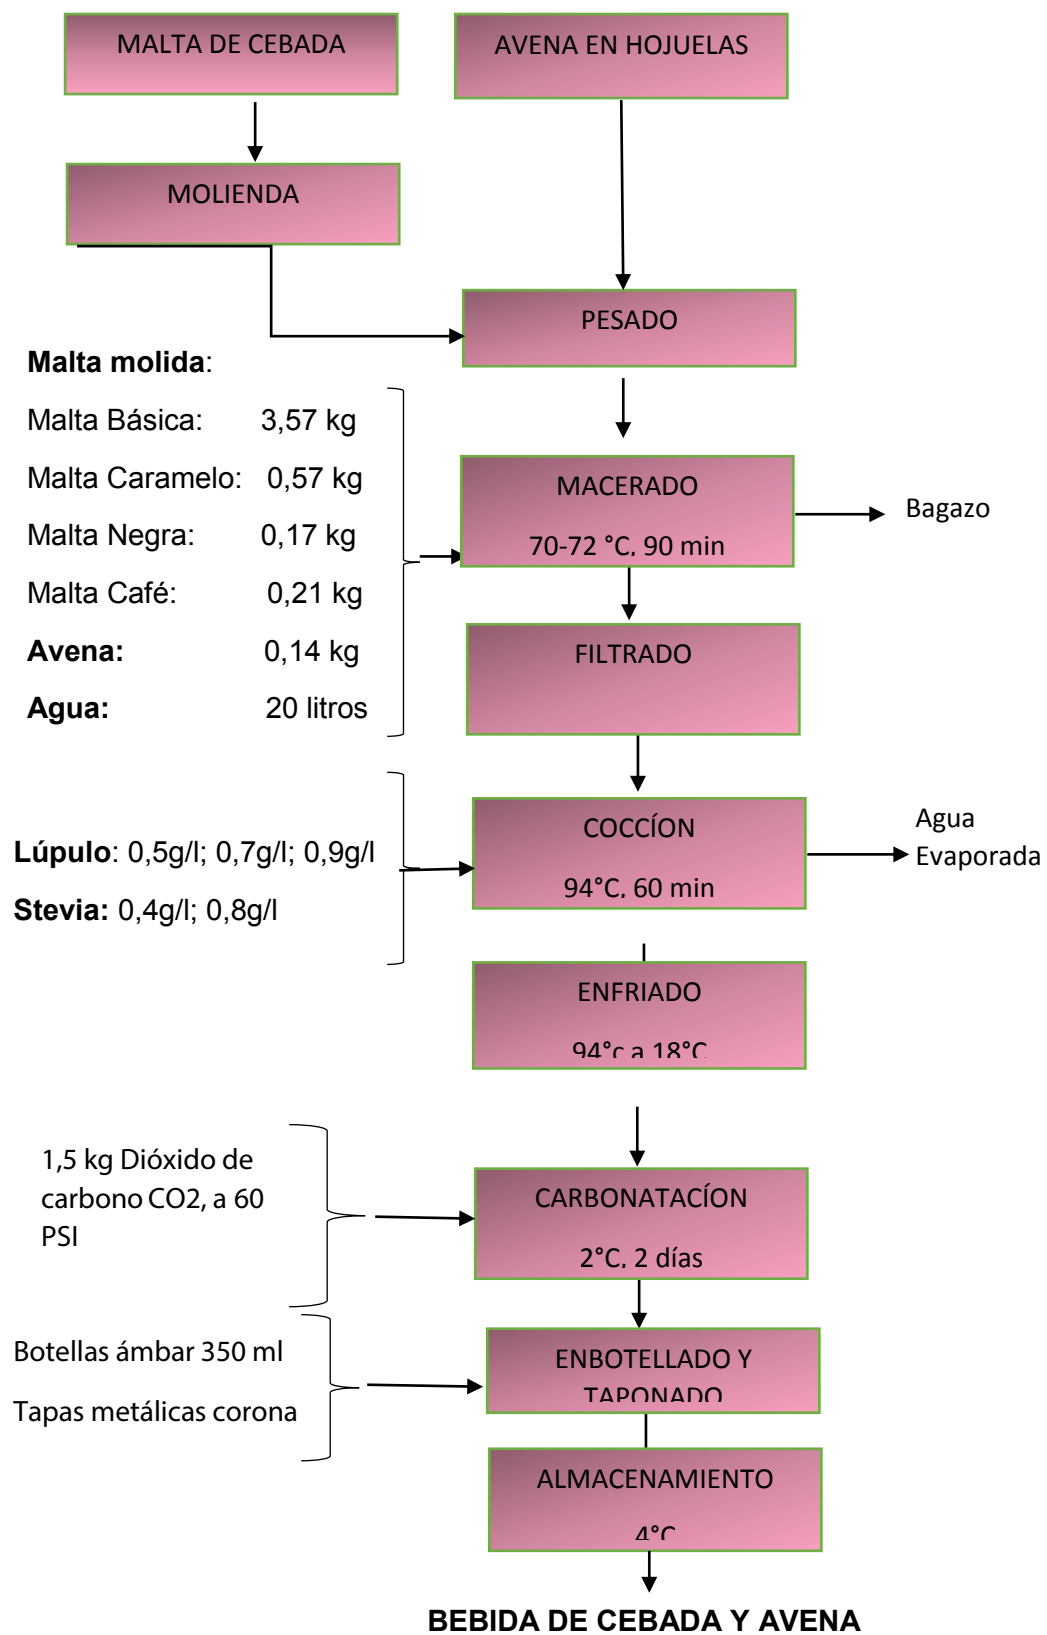 MALTA DE CEBADA
AVENA EN HOJUELAS
MOLIENDA
PESADO
Malta molida:
Malta Básica: 3,57 kg
Malta Caramelo: 0,57 kg
Malta Negra: 0,17 kg
Malta Café: 0,21 kg
Avena: 0,14 kg
Agua: 20 litros
MACERADO
70-72 °C, 90 min
Bagazo
FILTRADO
Lúpulo: 0,5g/l; 0,7g/l; 0,9g/l
Stevia: 0,4g/l; 0,8g/l
COCCÍON
94°C, 60 min
Agua
Evaporada
ENFRIADO
94°c a 18°C
1,5 kg Dióxido de
carbono CO2, a 60
PSI
CARBONATACÍON
2°C, 2 días
Botellas ámbar 350 ml
Tapas metálicas corona
ENBOTELLADO Y
TAPONADO
ALMACENAMIENTO
4°C
BEBIDA DE CEBADA Y AVENA